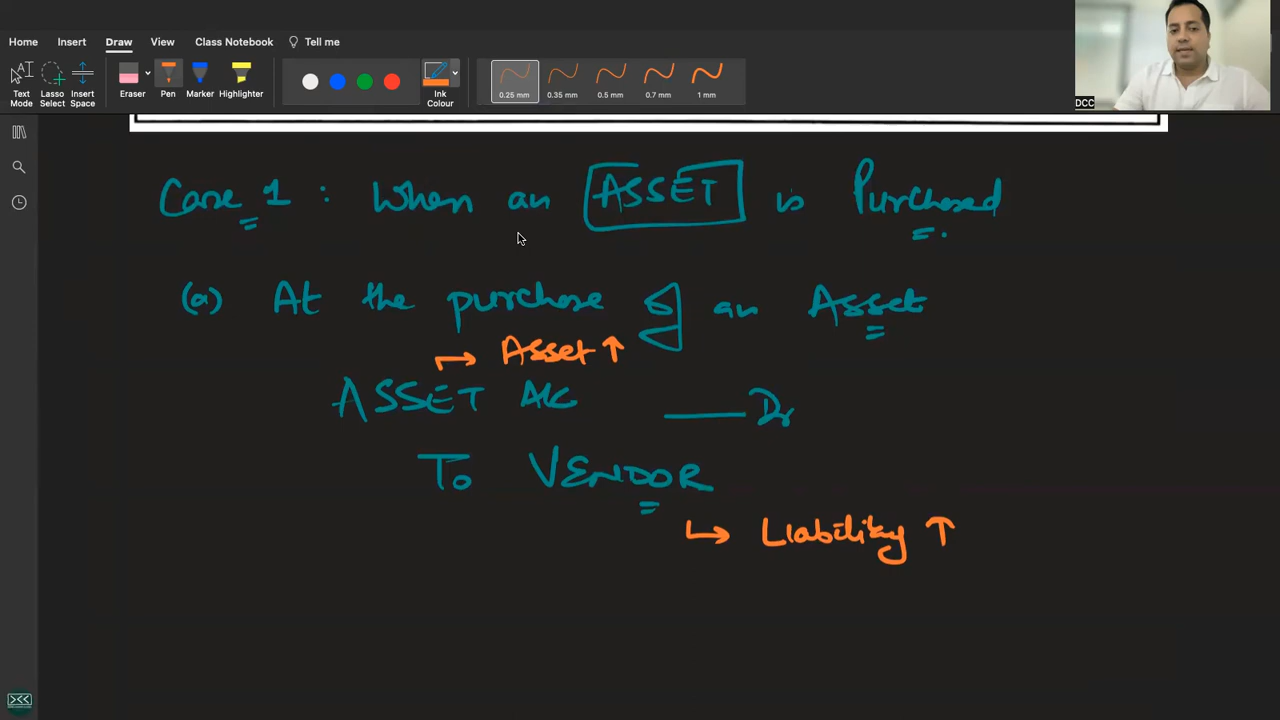 Home Insert Draw View Class Notebook Tell me
Text Mode Lasso Select Insert Space Eraser Pen Marker Highlighter Ink Colour 0.25 mm 0.35 mm 0.5 mm 0.7 mm 1 mm
DCC
Case 1 : When an ASSET is Purchased
(a) At the purchase of an Asset
→ Asset ↑
ASSET A/c —— Dr
To VENDOR
↳ Liability ↑
DCC